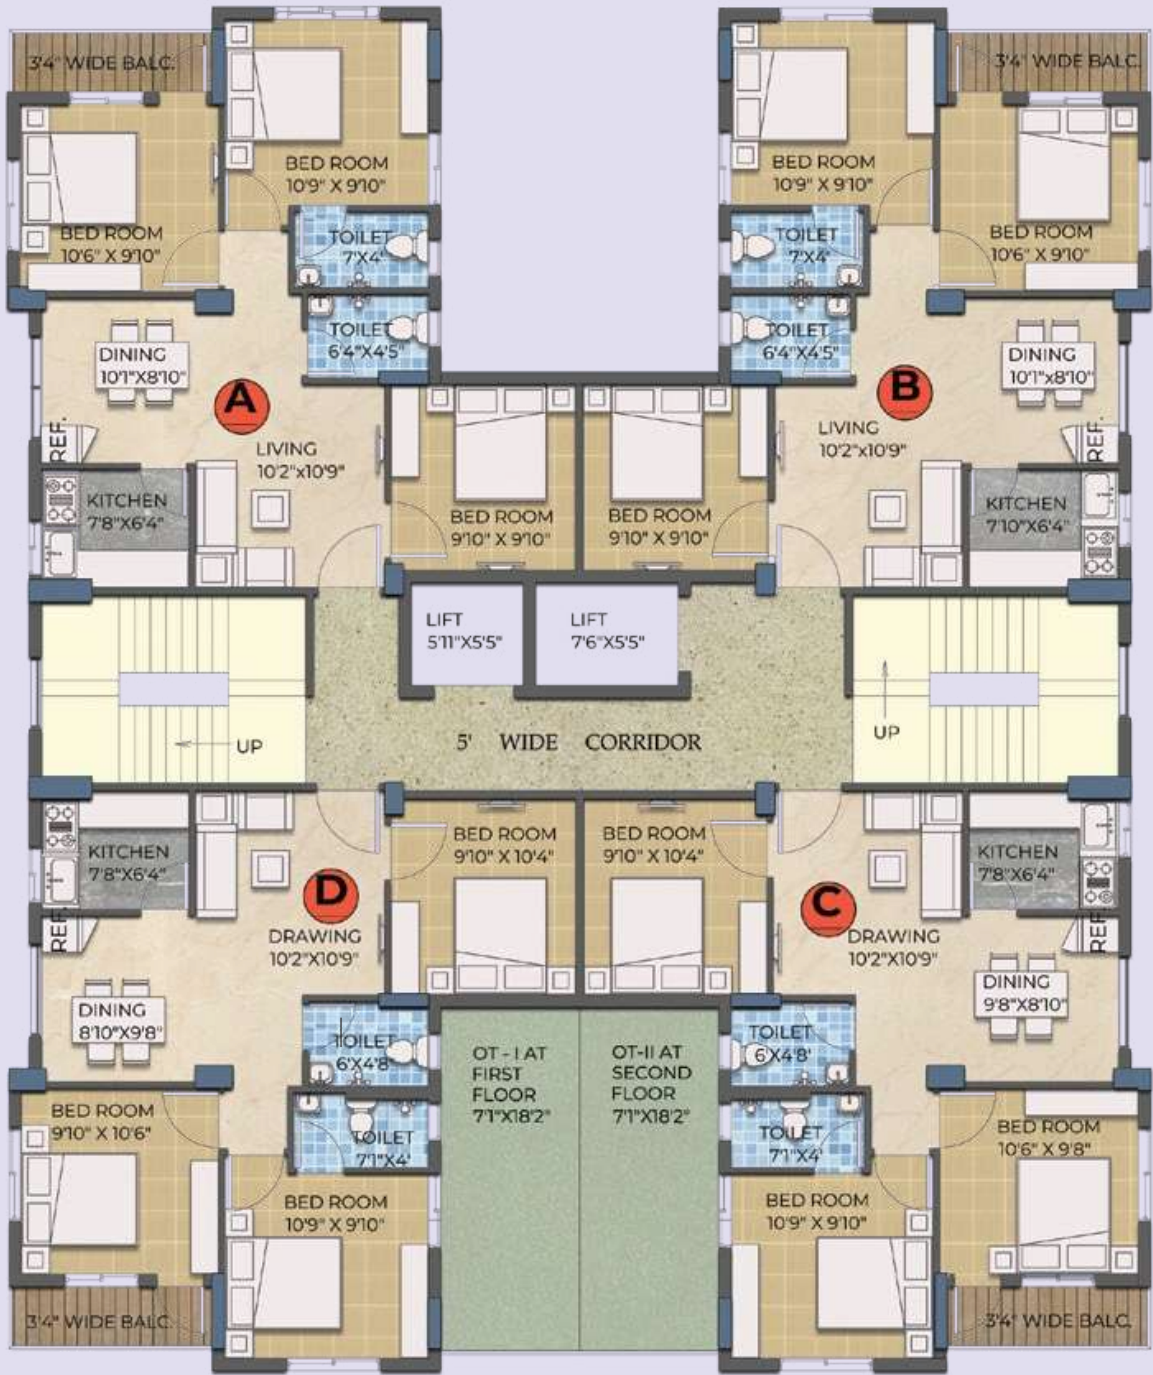 3'4" WIDE BALC.
BED ROOM
10'9" X 9'10"
BED ROOM
10'6" X 9'10"
TOILET
7'X4'
TOILET
6'4"X4'5"
DINING
10'1"X8'10"
A
REF.
LIVING
10'2"x10'9"
KITCHEN
7'8"X6'4"
BED ROOM
9'10" X 9'10"
3'4" WIDE BALC.
BED ROOM
10'9" X 9'10"
BED ROOM
10'6" X 9'10"
TOILET
7'X4'
TOILET
6'4"X4'5"
DINING
10'1"x8'10"
B
REF.
LIVING
10'2"x10'9"
KITCHEN
7'10"X6'4"
BED ROOM
9'10" X 9'10"
LIFT
5'11"X5'5"
LIFT
7'6"X5'5"
UP
5' WIDE CORRIDOR
UP
KITCHEN
7'8"X6'4"
BED ROOM
9'10" X 10'4"
D
REF.
DRAWING
10'2"X10'9"
DINING
8'10"X9'8"
TOILET
6'X4'8"
BED ROOM
9'10" X 10'6"
TOILET
7'1"X4'
BED ROOM
10'9" X 9'10"
3'4" WIDE BALC.
OT - I AT
FIRST
FLOOR
7'1"X18'2"
OT-II AT
SECOND
FLOOR
7'1"X18'2"
BED ROOM
9'10" X 10'4"
KITCHEN
7'8"X6'4"
C
REF.
DRAWING
10'2"X10'9"
DINING
9'8"X8'10"
TOILET
6'X4'8'
TOILET
7'1"X4'
BED ROOM
10'6" X 9'8"
BED ROOM
10'9" X 9'10"
3'4" WIDE BALC.